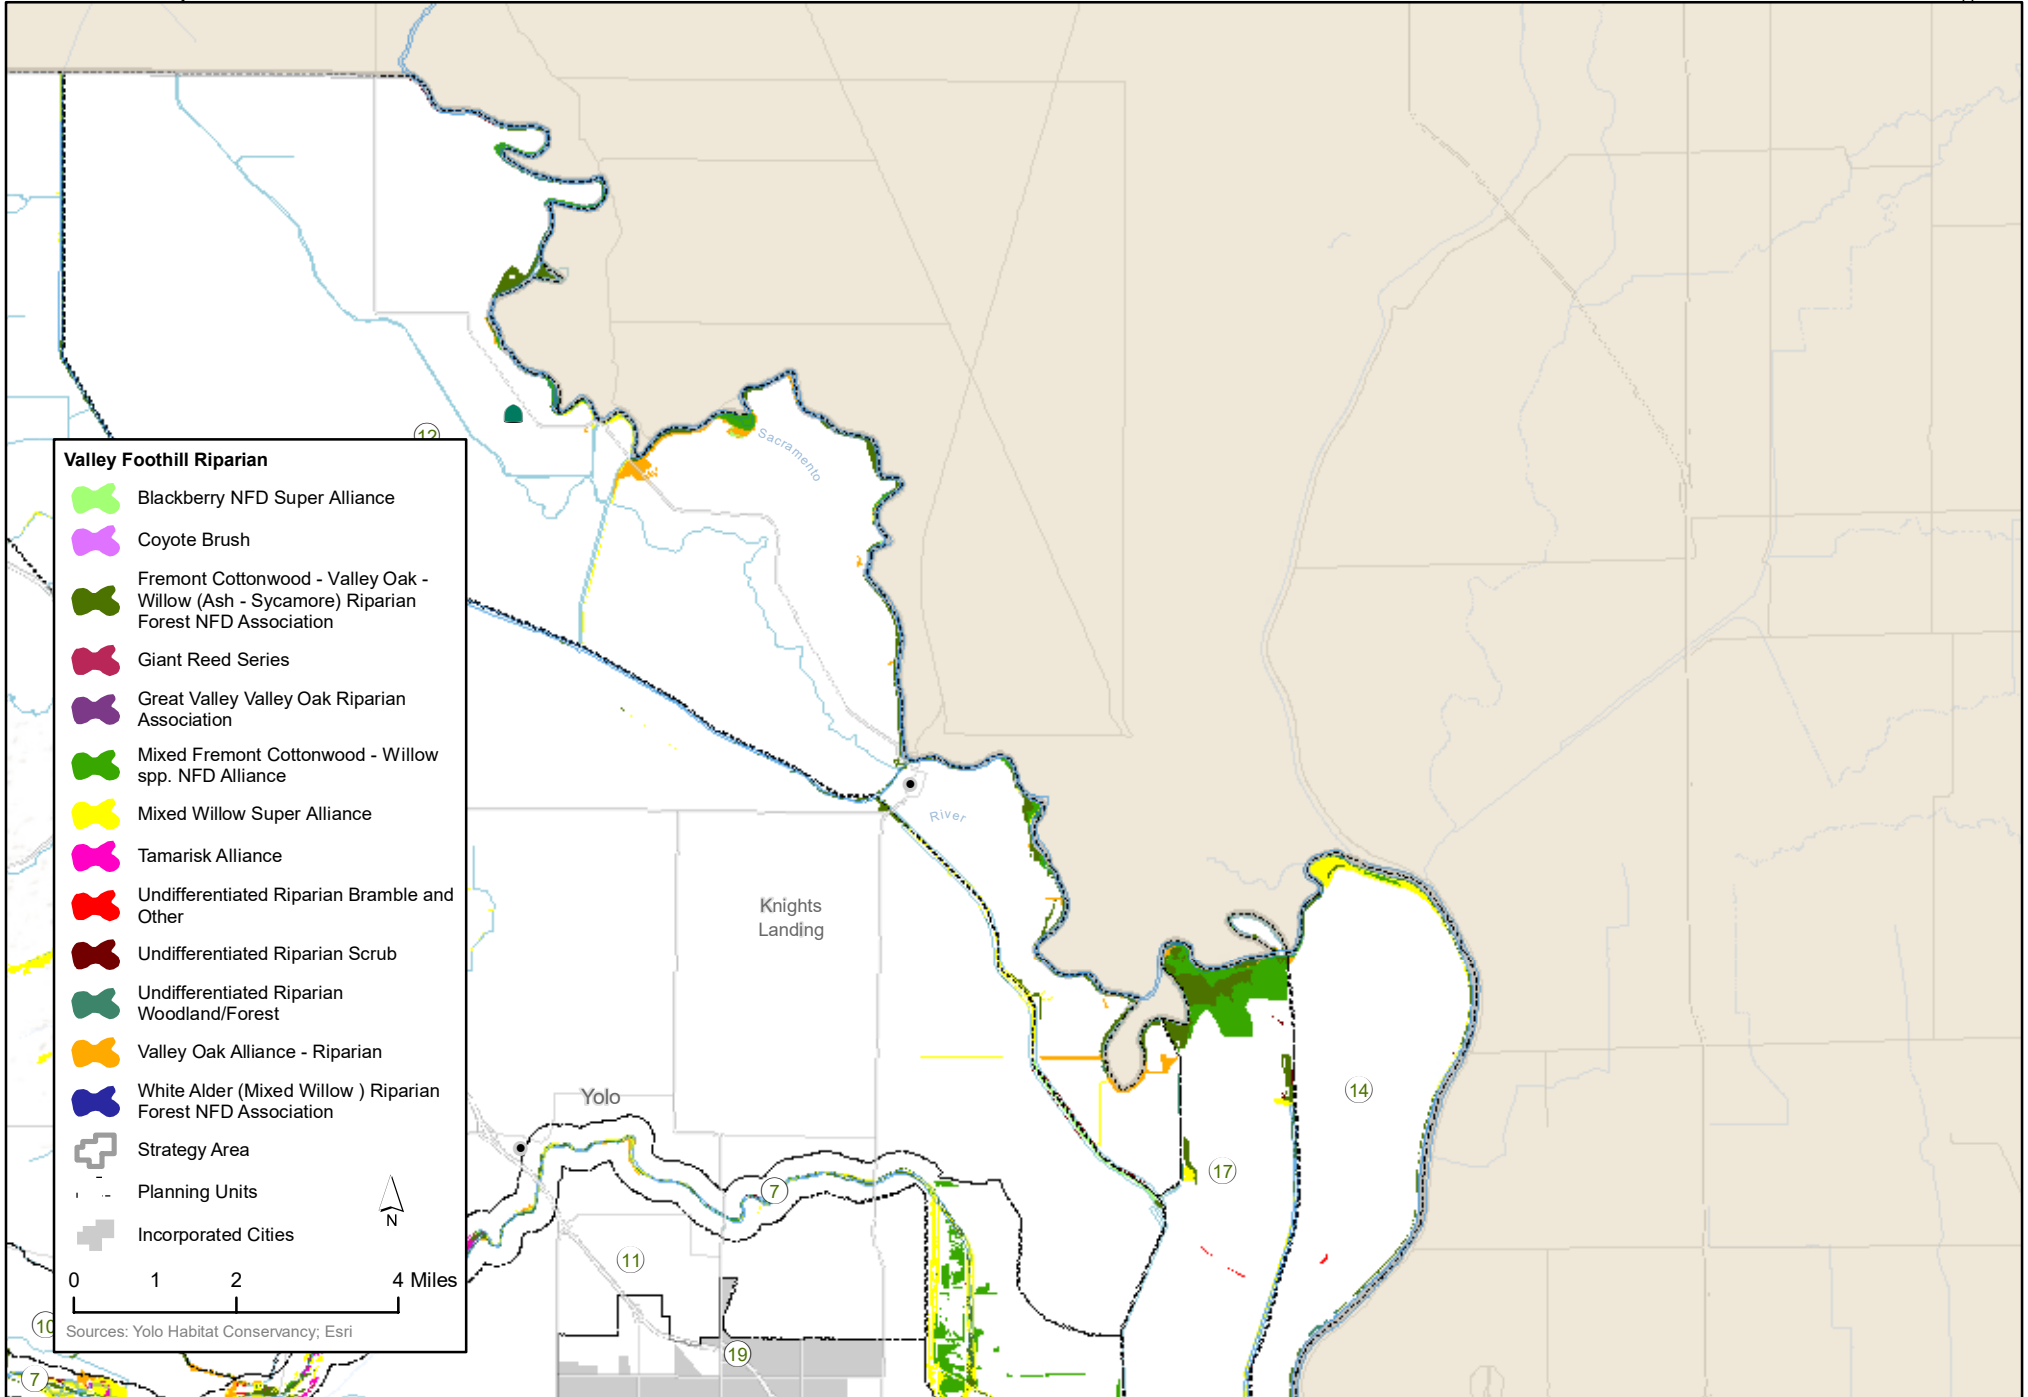 12
Valley Foothill Riparian
Blackberry NFD Super Alliance
Coyote Brush
Fremont Cottonwood - Valley Oak -
Willow (Ash - Sycamore) Riparian
Forest NFD Association
Giant Reed Series
Great Valley Valley Oak Riparian
Association
Mixed Fremont Cottonwood - Willow
spp. NFD Alliance
Mixed Willow Super Alliance
Tamarisk Alliance
Undifferentiated Riparian Bramble and
Other
Undifferentiated Riparian Scrub
Undifferentiated Riparian
Woodland/Forest
Valley Oak Alliance - Riparian
White Alder (Mixed Willow ) Riparian
Forest NFD Association
Strategy Area
Planning Units
N
Incorporated Cities
0 1 2 4 Miles
Sources: Yolo Habitat Conservancy; Esri
Sacramento
River
Knights
Landing
Yolo
14
17
7
11
19
10
7